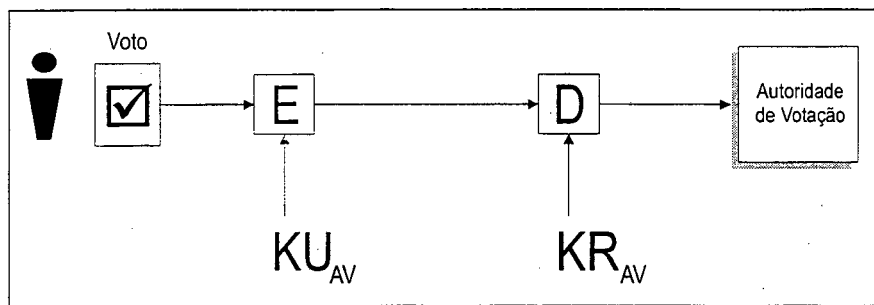 Voto
E
D
Autoridade
de Votação
KU AV
KR AV